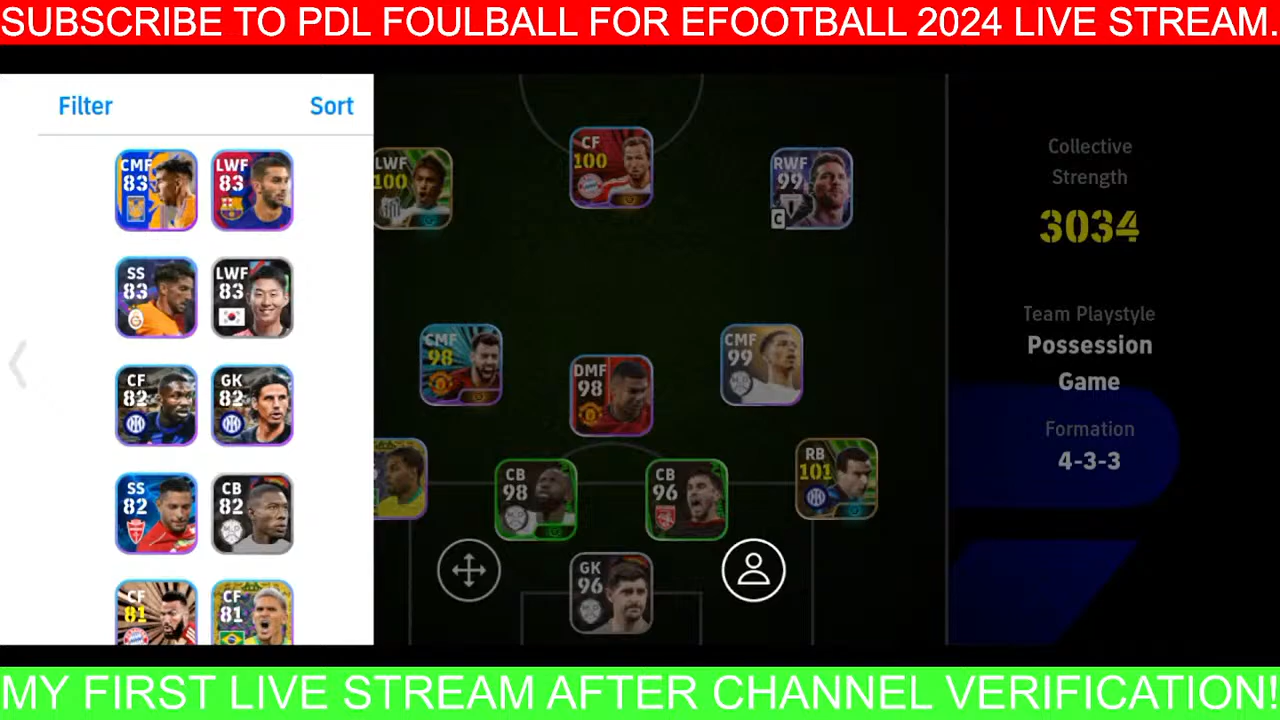 SUBSCRIBE TO PDL FOULBALL FOR EFOOTBALL 2024 LIVE STREAM.
Filter Sort
CMF 83
LWF 83
SS 83
LWF 83
CF 82
GK 82
SS 82
CB 82
CF 81
CF 81
LWF 100
CF 100
RWF 99
C
CMF 98
DMF 98
CMF 99
CB 98
CB 96
RB 101
GK 96
Collective
Strength
3034
Team Playstyle
Possession
Game
Formation
4-3-3
MY FIRST LIVE STREAM AFTER CHANNEL VERIFICATION!